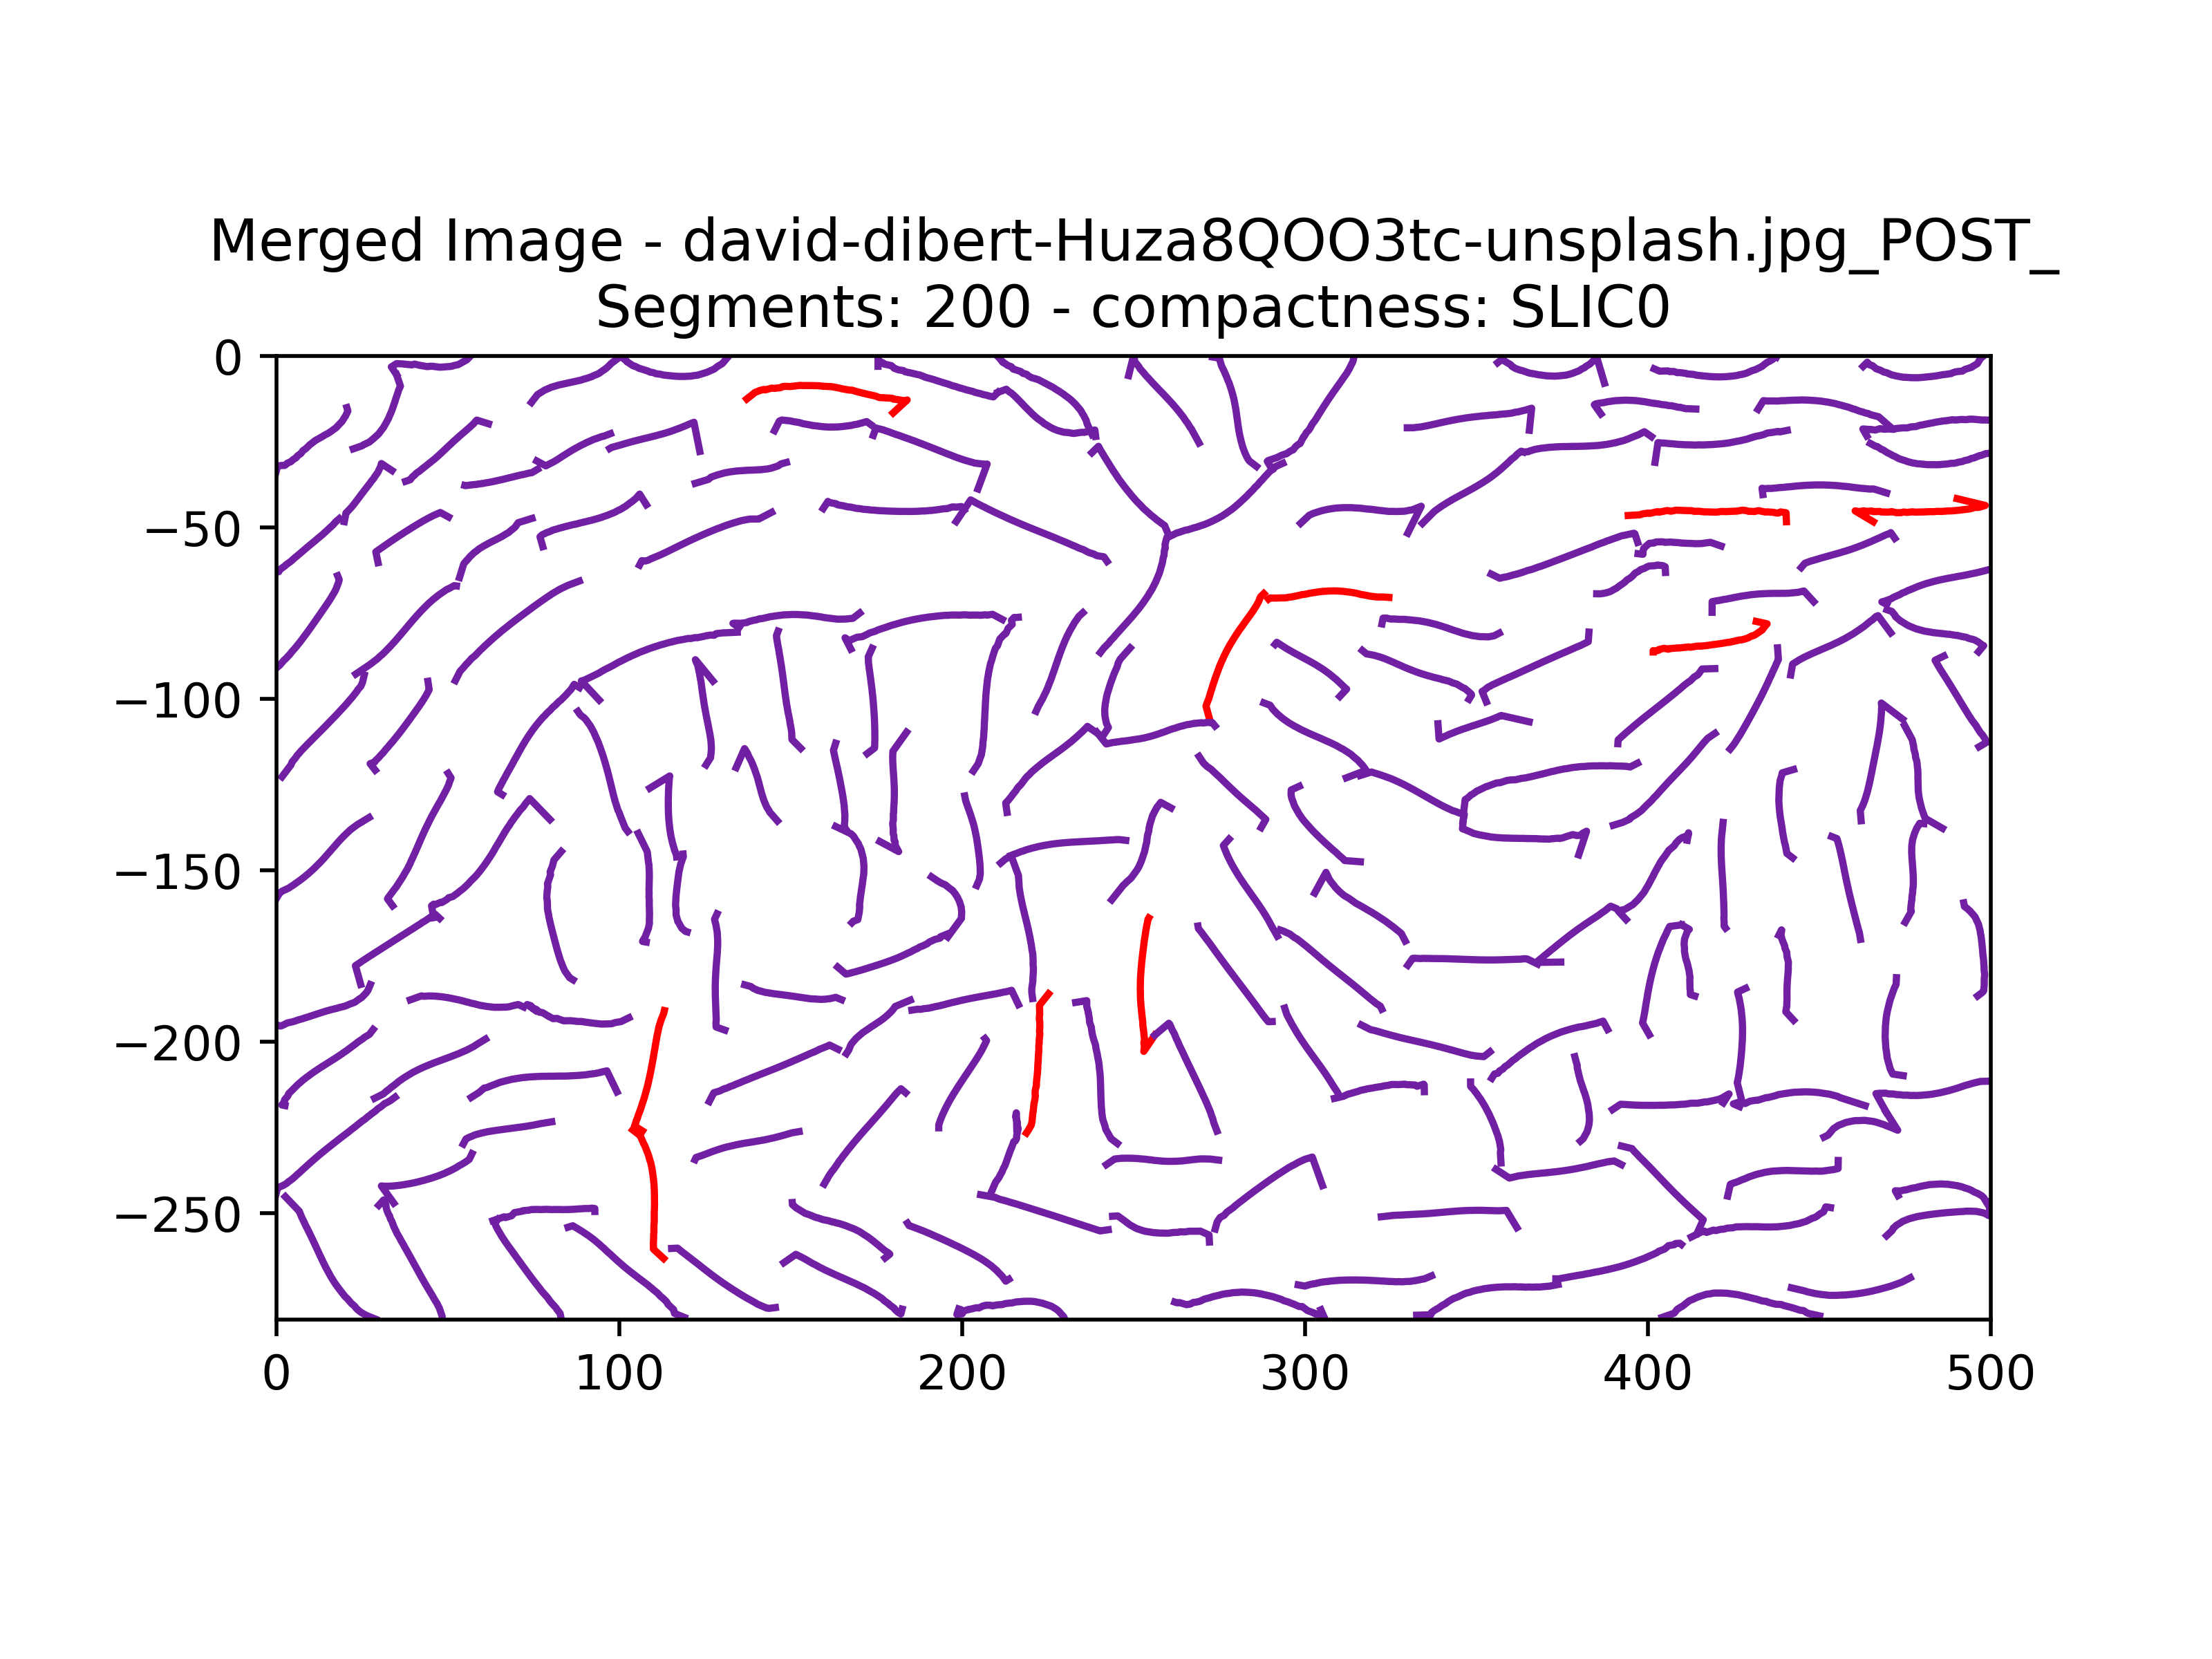 Merged Image - david-dibert-Huza8QOO3tc-unsplash.jpg_POST_
Segments: 200 - compactness: SLIC0
0
−50
−100
−150
−200
−250
0 100 200 300 400 500